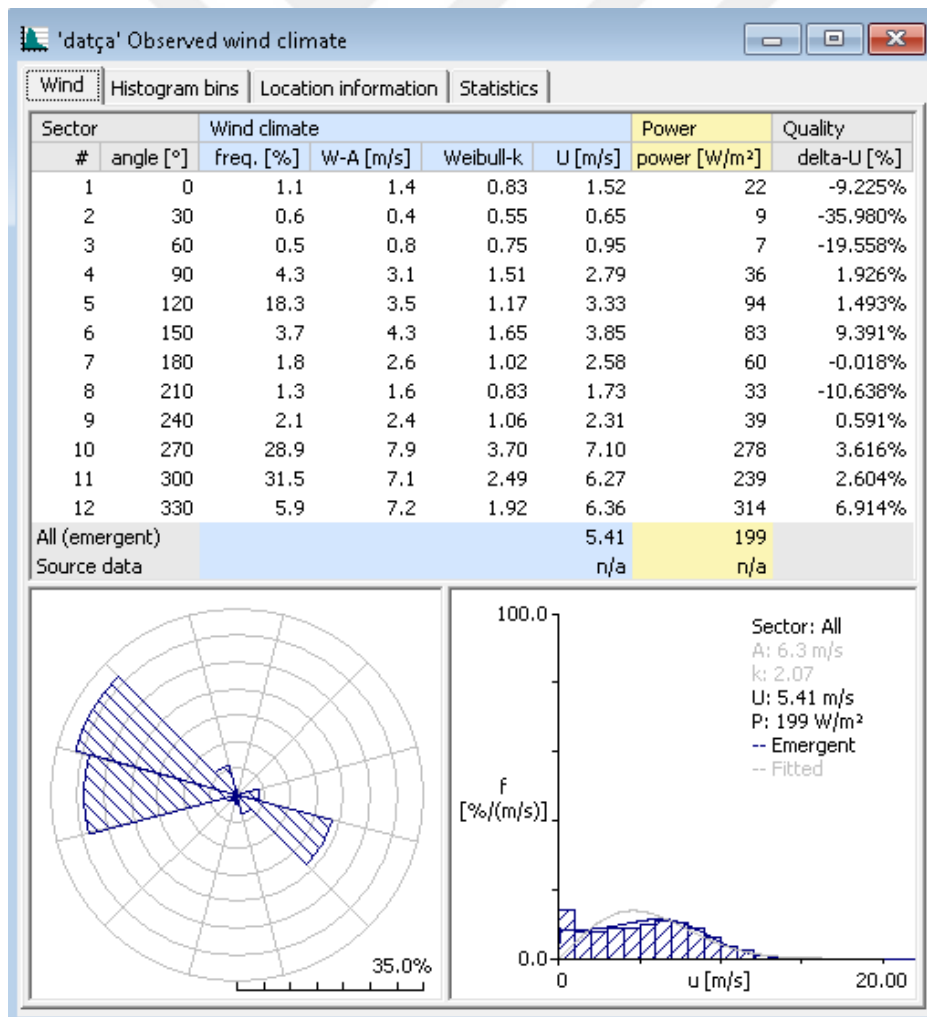 'datça' Observed wind climate
Wind Histogram bins Location information Statistics
Sector Wind climate Power Quality
# angle [°] freq. [%] W-A [m/s] Weibull-k U [m/s] power [W/m²] delta-U [%]
1 0 1.1 1.4 0.83 1.52 22 -9.225%
2 30 0.6 0.4 0.55 0.65 9 -35.980%
3 60 0.5 0.8 0.75 0.95 7 -19.558%
4 90 4.3 3.1 1.51 2.79 36 1.926%
5 120 18.3 3.5 1.17 3.33 94 1.493%
6 150 3.7 4.3 1.65 3.85 83 9.391%
7 180 1.8 2.6 1.02 2.58 60 -0.018%
8 210 1.3 1.6 0.83 1.73 33 -10.638%
9 240 2.1 2.4 1.06 2.31 39 0.591%
10 270 28.9 7.9 3.70 7.10 278 3.616%
11 300 31.5 7.1 2.49 6.27 239 2.604%
12 330 5.9 7.2 1.92 6.36 314 6.914%
All (emergent) 5.41 199
Source data n/a n/a
35.0%
100.0
Sector: All
A: 6.3 m/s
k: 2.07
U: 5.41 m/s
P: 199 W/m²
-- Emergent
-- Fitted
f
[%/(m/s)]
0.0
0 u [m/s] 20.00